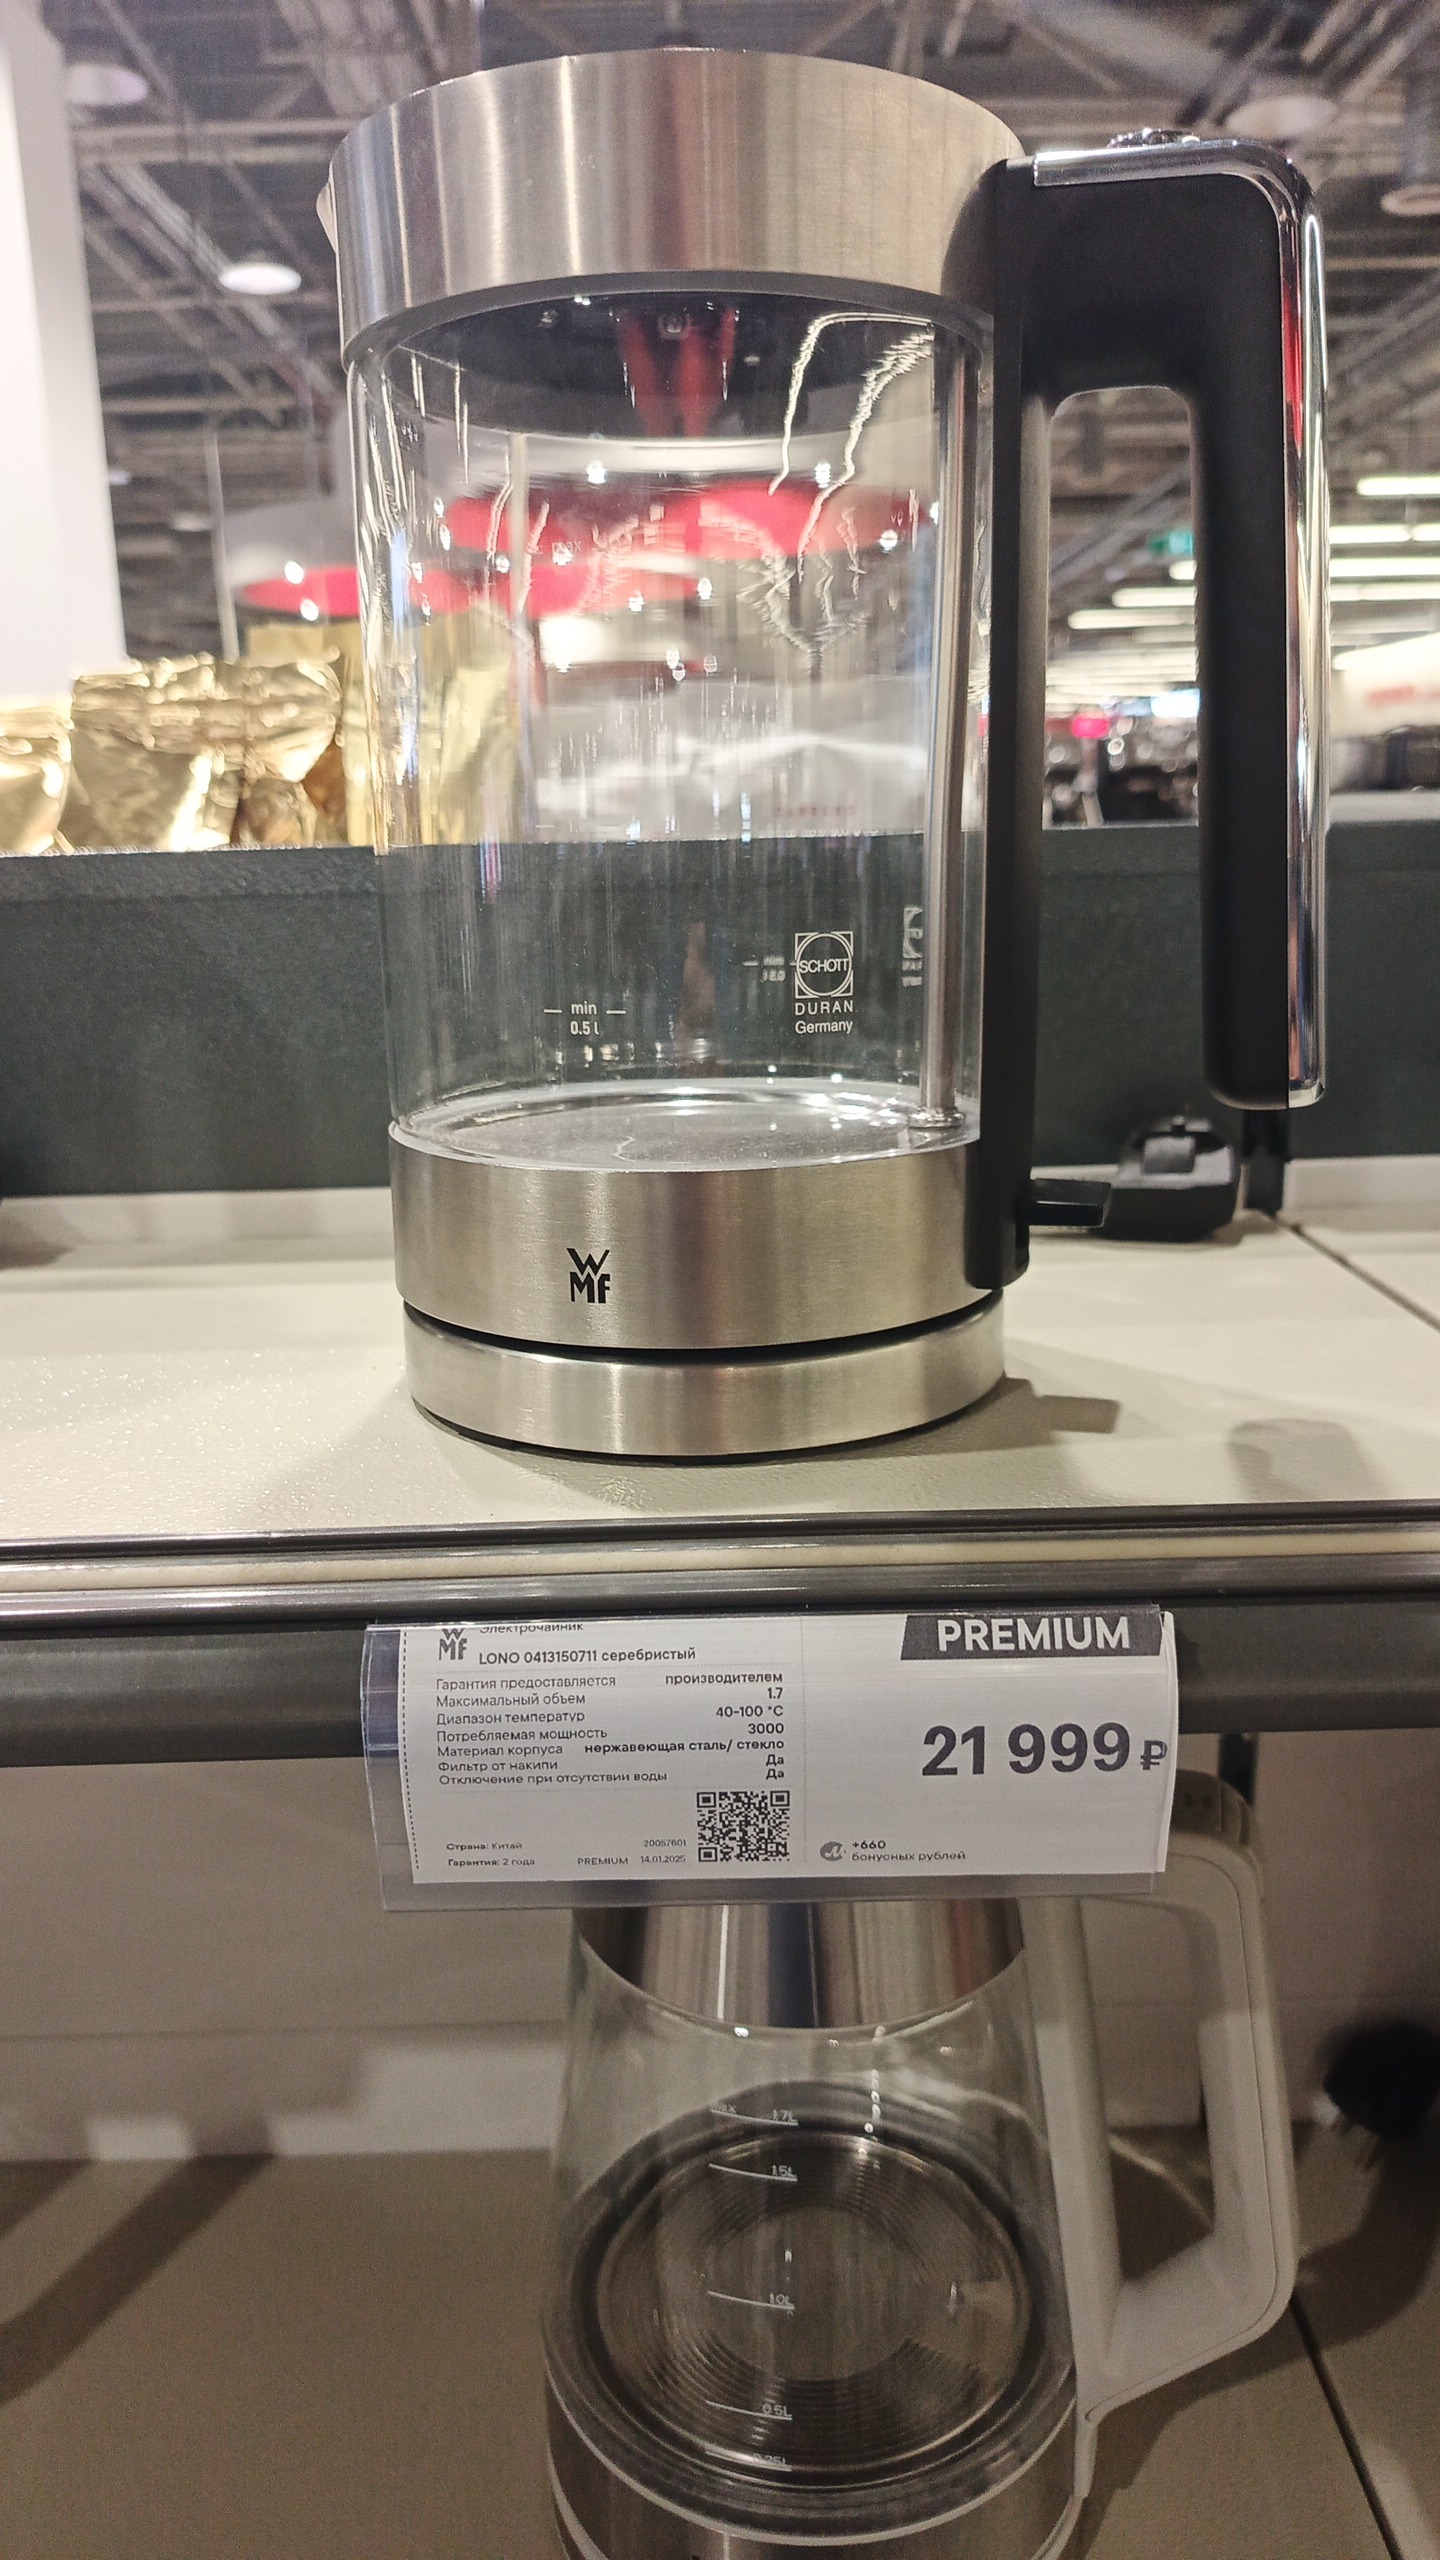 max
SCHOTT
DURAN
Germany
min
0.5 l
WMF
WMF Электрочайник
LONO 0413150711 серебристый
Гарантия предоставляется производителем
Максимальный объем 1.7
Диапазон температур 40-100 °C
Потребляемая мощность 3000
Материал корпуса нержавеющая сталь/ стекло
Фильтр от накипи Да
Отключение при отсутствии воды Да
Страна: Китай 20057601
Гарантия: 2 года PREMIUM 14.01.2025
PREMIUM
21 999 ₽
+660
бонусных рублей
1.7L
1.5L
1.0L
0.5L